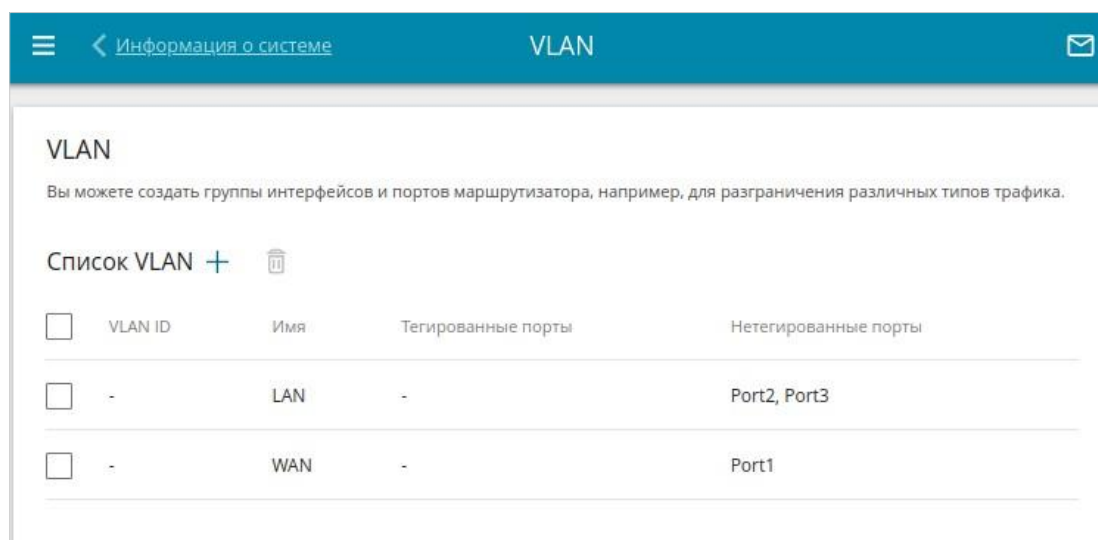 Информация о системе VLAN
VLAN
Вы можете создать группы интерфейсов и портов маршрутизатора, например, для разграничения различных типов трафика.
Список VLAN
VLAN ID Имя Тегированные порты Нетегированные порты
- LAN - Port2, Port3
- WAN - Port1